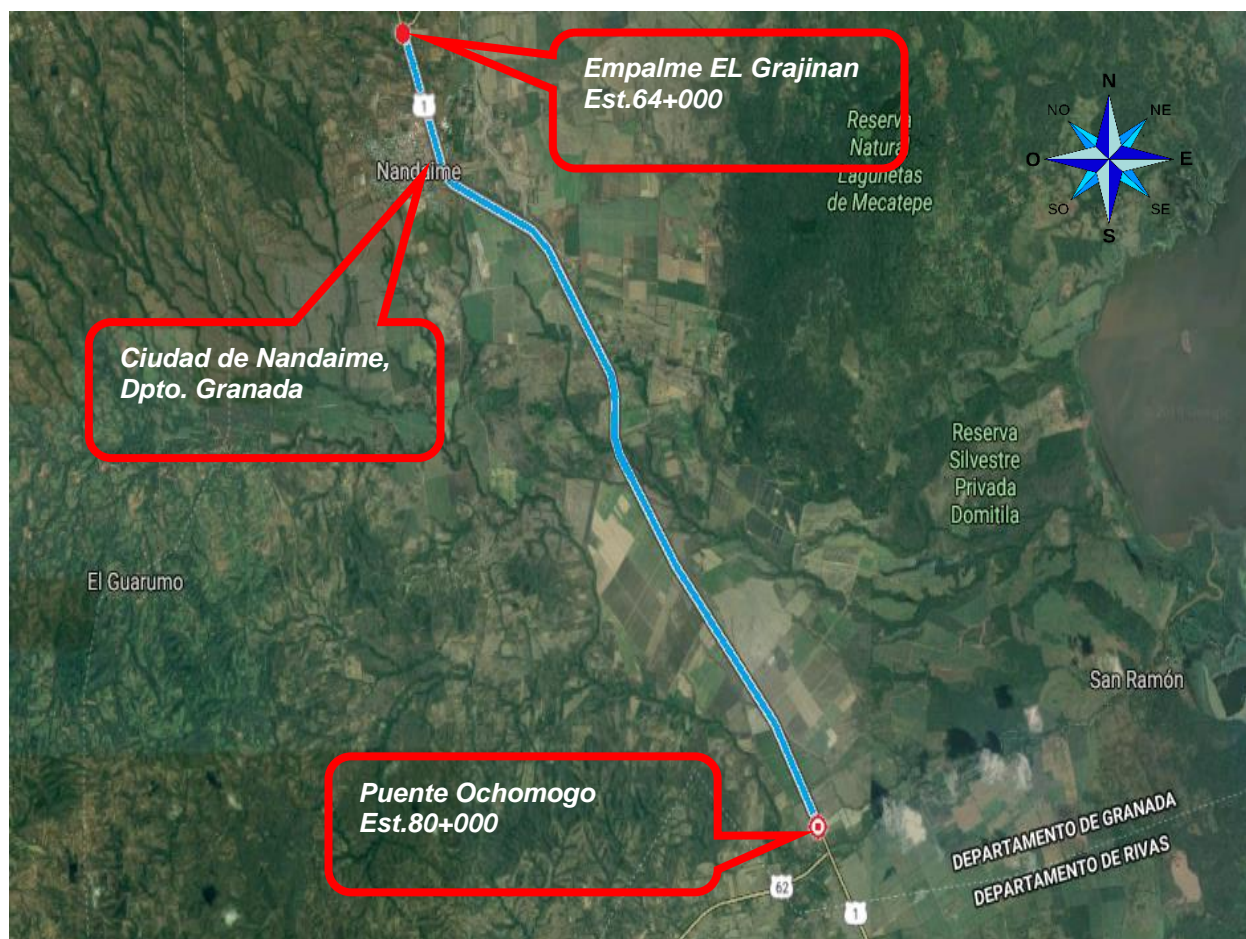 Empalme EL Grajinan
Est.64+000
N
NO
NE
O
E
SO
SE
S
1
Reserva
Natural
Lagunetas
de Mecatepe
Nandaime
Ciudad de Nandaime,
Dpto. Granada
Reserva
Silvestre
Privada
Domitila
El Guarumo
San Ramón
Puente Ochomogo
Est.80+000
DEPARTAMENTO DE GRANADA
DEPARTAMENTO DE RIVAS
62
1